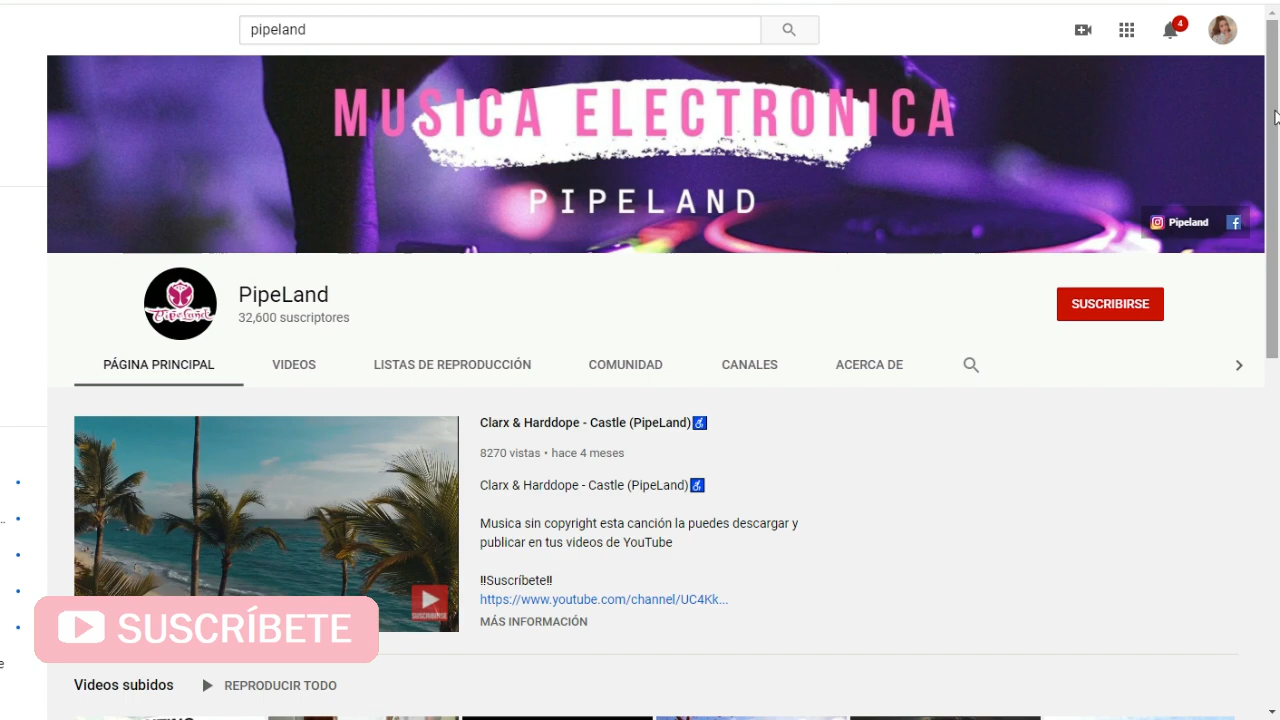 pipeland
4
MUSICA ELECTRONICA
PIPELAND
Pipeland
PipeLand
PipeLand
32,600 suscriptores
SUSCRIBIRSE
PÁGINA PRINCIPAL
VIDEOS
LISTAS DE REPRODUCCIÓN
COMUNIDAD
CANALES
ACERCA DE
Clarx & Harddope - Castle (PipeLand)♿
8270 vistas • hace 4 meses
Clarx & Harddope - Castle (PipeLand)♿
Musica sin copyright esta canción la puedes descargar y
publicar en tus videos de YouTube
‼Suscríbete‼
https://www.youtube.com/channel/UC4Kk...
MÁS INFORMACIÓN
SUSCRIBIRSE
SUSCRÍBETE
Videos subidos
REPRODUCIR TODO